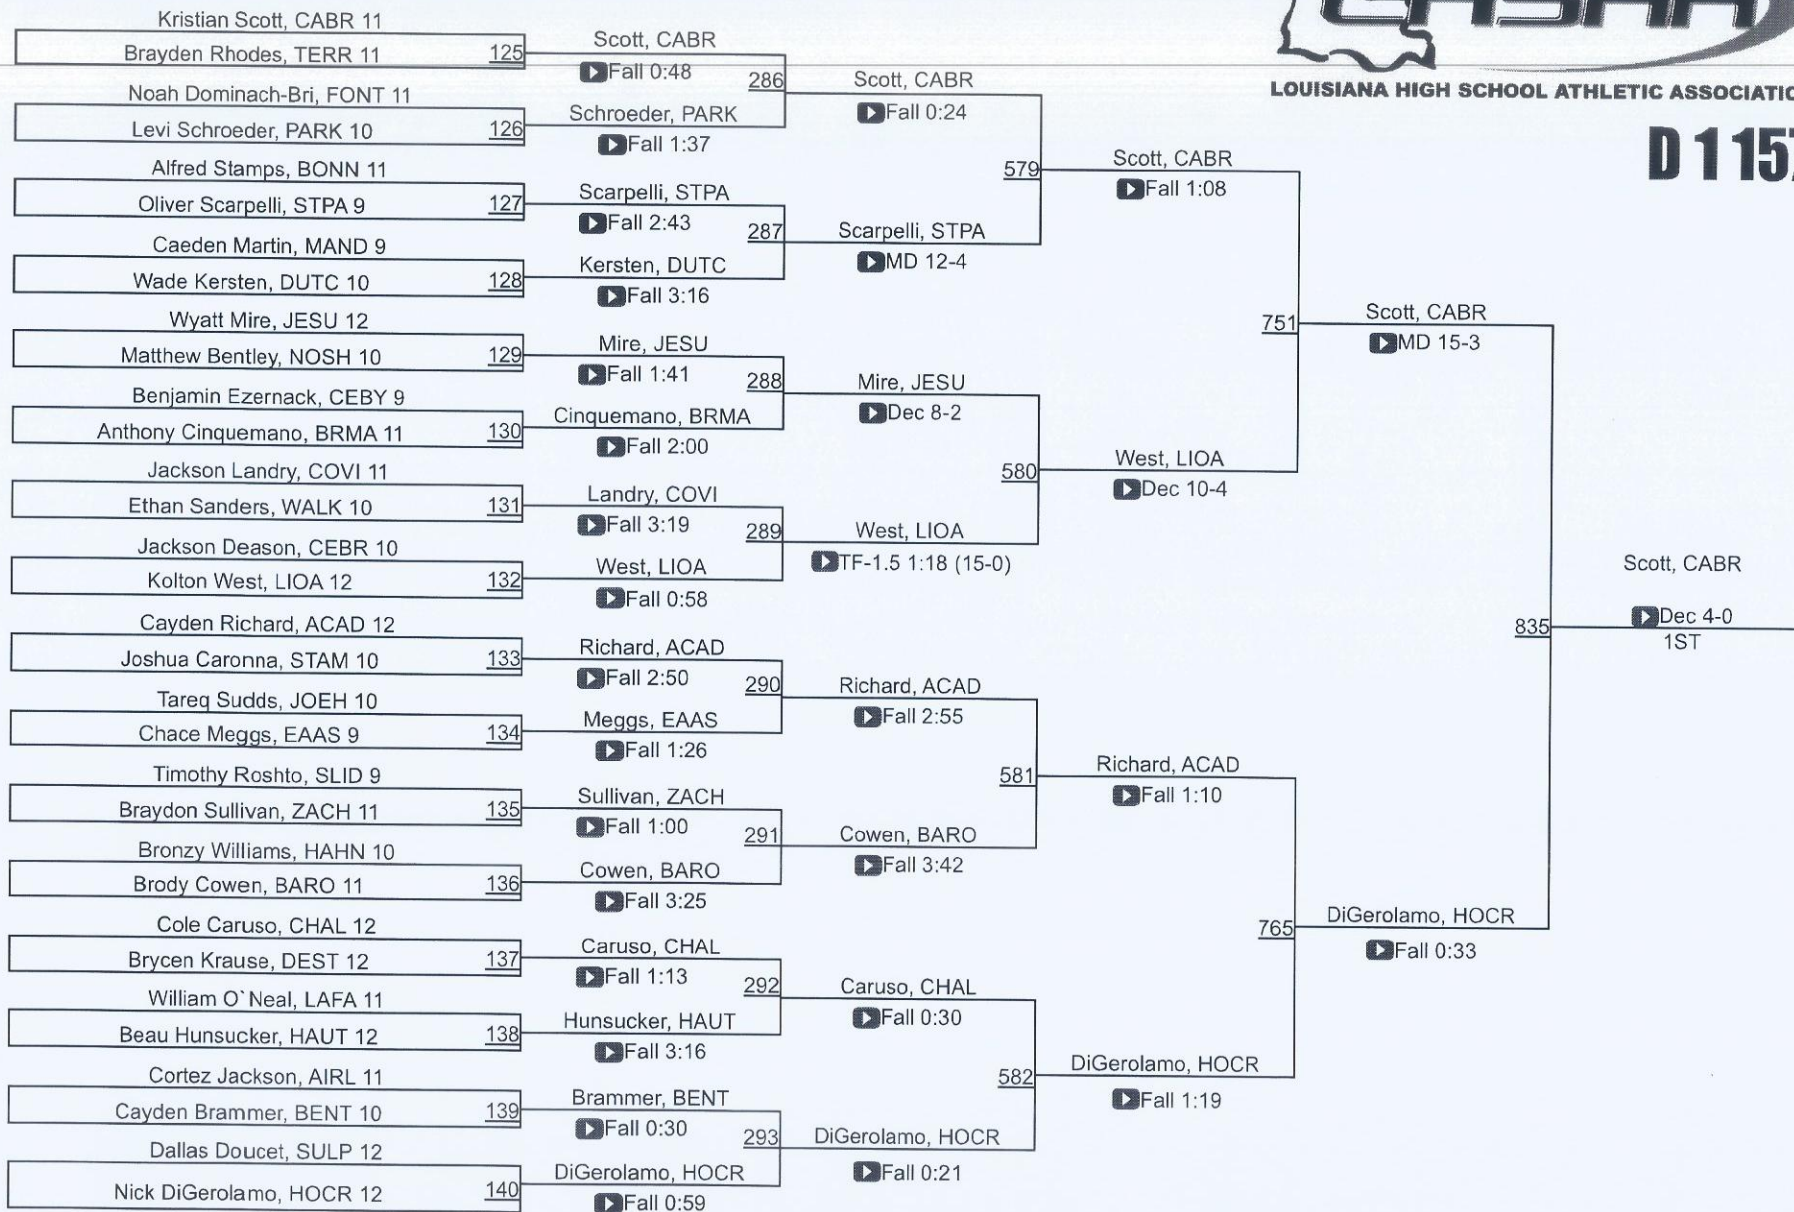 LHSAA
LOUISIANA HIGH SCHOOL ATHLETIC ASSOCIATIO
D 1 157
Kristian Scott, CABR 11
Brayden Rhodes, TERR 11
125
Noah Dominach-Bri, FONT 11
Levi Schroeder, PARK 10
126
Alfred Stamps, BONN 11
Oliver Scarpelli, STPA 9
127
Caeden Martin, MAND 9
Wade Kersten, DUTC 10
128
Wyatt Mire, JESU 12
Matthew Bentley, NOSH 10
129
Benjamin Ezernack, CEBY 9
Anthony Cinquemano, BRMA 11
130
Jackson Landry, COVI 11
Ethan Sanders, WALK 10
131
Jackson Deason, CEBR 10
Kolton West, LIOA 12
132
Cayden Richard, ACAD 12
Joshua Caronna, STAM 10
133
Tareq Sudds, JOEH 10
Chace Meggs, EAAS 9
134
Timothy Roshto, SLID 9
Braydon Sullivan, ZACH 11
135
Bronzy Williams, HAHN 10
Brody Cowen, BARO 11
136
Cole Caruso, CHAL 12
Brycen Krause, DEST 12
137
William O`Neal, LAFA 11
Beau Hunsucker, HAUT 12
138
Cortez Jackson, AIRL 11
Cayden Brammer, BENT 10
139
Dallas Doucet, SULP 12
Nick DiGerolamo, HOCR 12
140
Scott, CABR
Fall 0:48
286
Schroeder, PARK
Fall 1:37
Scarpelli, STPA
Fall 2:43
287
Kersten, DUTC
Fall 3:16
Mire, JESU
Fall 1:41
288
Cinquemano, BRMA
Fall 2:00
Landry, COVI
Fall 3:19
289
West, LIOA
Fall 0:58
Richard, ACAD
Fall 2:50
290
Meggs, EAAS
Fall 1:26
Sullivan, ZACH
Fall 1:00
291
Cowen, BARO
Fall 3:25
Caruso, CHAL
Fall 1:13
292
Hunsucker, HAUT
Fall 3:16
Brammer, BENT
Fall 0:30
293
DiGerolamo, HOCR
Fall 0:59
Scott, CABR
Fall 0:24
579
Scarpelli, STPA
MD 12-4
Mire, JESU
Dec 8-2
580
West, LIOA
TF-1.5 1:18 (15-0)
Richard, ACAD
Fall 2:55
581
Cowen, BARO
Fall 3:42
Caruso, CHAL
Fall 0:30
582
DiGerolamo, HOCR
Fall 0:21
Scott, CABR
Fall 1:08
751
West, LIOA
Dec 10-4
Richard, ACAD
Fall 1:10
765
DiGerolamo, HOCR
Fall 1:19
Scott, CABR
MD 15-3
835
DiGerolamo, HOCR
Fall 0:33
Scott, CABR
Dec 4-0
1ST